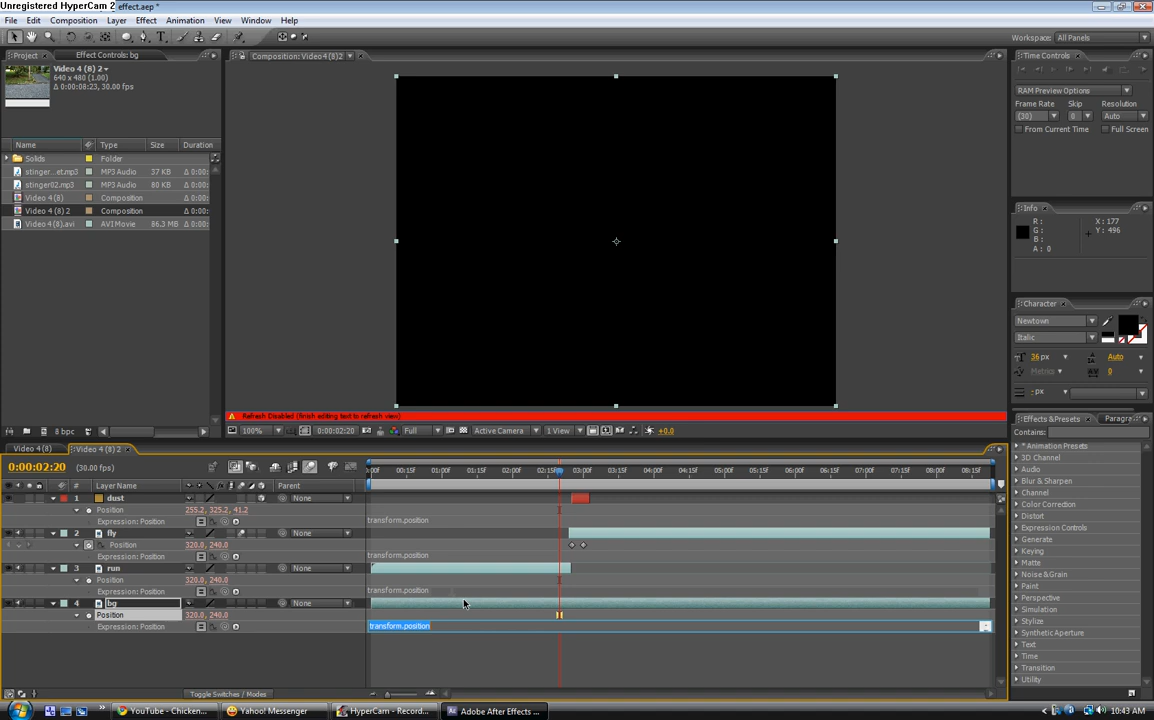 Unregistered HyperCam 2 effect.aep *
File Edit Composition Layer Effect Animation View Window Help
Workspace: All Panels
Project Effect Controls: bg
Composition: Video 4 (8) 2
Time Controls
Video 4 (8) 2
640 x 480 (1.00)
Δ 0:00:08:23, 30.00 fps
RAM Preview Options
Frame Rate Skip Resolution
(30) 0 Auto
From Current Time Full Screen
Name Type Size Duration
Solids Folder
stinger...et.mp3 MP3 Audio 37 KB Δ 0:00:
stinger02.mp3 MP3 Audio 80 KB Δ 0:00:
Video 4 (8) Composition Δ 0:00:
Video 4 (8) 2 Composition Δ 0:00:
Video 4 (8).avi AVI Movie 86.3 MB Δ 0:00:
Info
R :
G :
B :
A : 0
X : 177
Y : 496
Character
Newtown
Italic
36 px Auto
Metrics 0
- px
Refresh Disabled (finish editing text to refresh view)
8 bpc
100% 0:00:02:20 Full Active Camera 1 View +0.0
Effects & Presets Paragra
Contains:
* Animation Presets
3D Channel
Audio
Blur & Sharpen
Channel
Color Correction
Distort
Expression Controls
Generate
Keying
Matte
Noise & Grain
Paint
Perspective
Simulation
Stylize
Synthetic Aperture
Text
Time
Transition
Utility
Video 4 (8) Video 4 (8) 2
0:00:02:20 (30.00 fps)
:00f 00:15f 01:00f 01:15f 02:00f 02:15f 03:00f 03:15f 04:00f 04:15f 05:00f 05:15f 06:00f 06:15f 07:00f 07:15f 08:00f 08:15f
# Layer Name Parent
1 dust None
Position 255.2, 325.2, 41.2
Expression: Position transform.position
2 fly None
Position 320.0, 240.0
Expression: Position transform.position
3 run None
Position 320.0, 240.0
Expression: Position transform.position
4 bg None
Position 320.0, 240.0
Expression: Position transform.position
Toggle Switches / Modes
YouTube - Chicken... Yahoo! Messenger HyperCam - Record... Adobe After Effects ... 10:43 AM